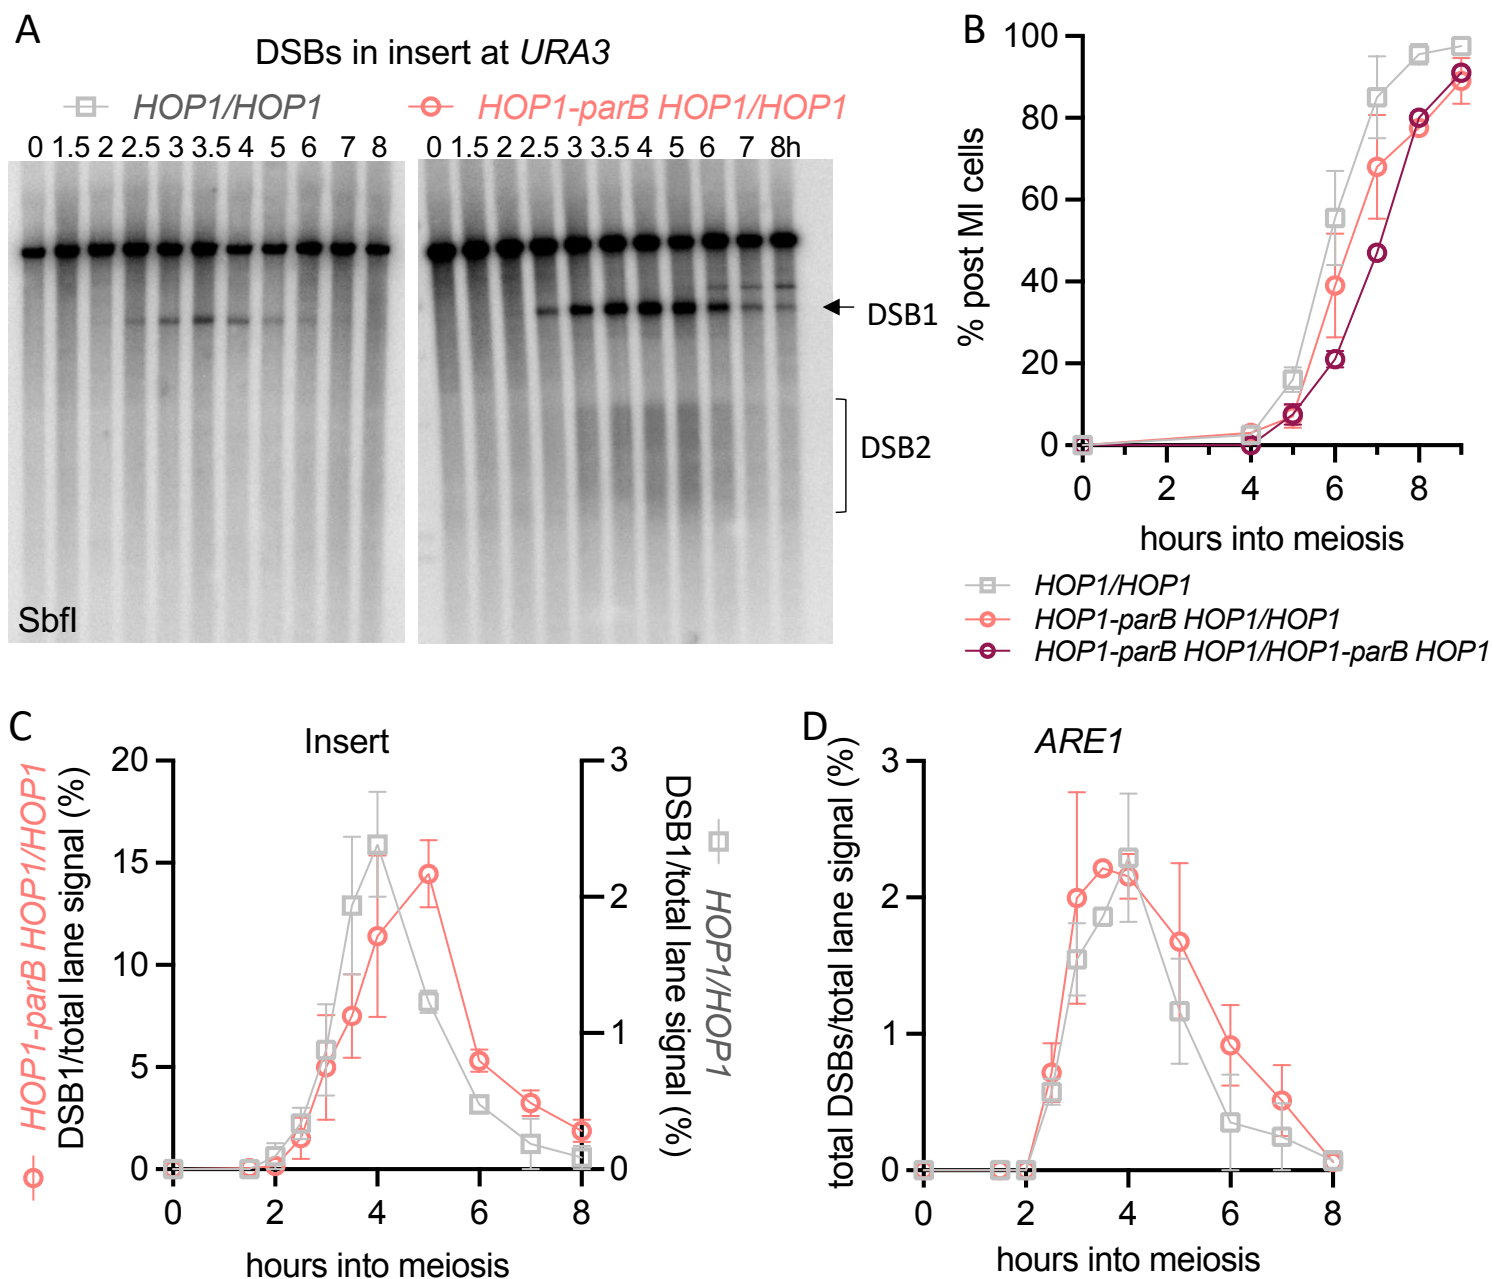 A
DSBs in insert at URA3
HOP1/HOP1
HOP1-parB HOP1/HOP1
0 1.5 2 2.5 3 3.5 4 5 6 7 8
0 1.5 2 2.5 3 3.5 4 5 6 7 8h
DSB1
DSB2
SbfI
B
% post MI cells
100
80
60
40
20
0
0 2 4 6 8
hours into meiosis
HOP1/HOP1
HOP1-parB HOP1/HOP1
HOP1-parB HOP1/HOP1-parB HOP1
C
Insert
HOP1-parB HOP1/HOP1
DSB1/total lane signal (%)
20
15
10
5
0
3
2
1
0
DSB1/total lane signal (%)
HOP1/HOP1
0 2 4 6 8
hours into meiosis
D
ARE1
total DSBs/total lane signal (%)
3
2
1
0
0 2 4 6 8
hours into meiosis